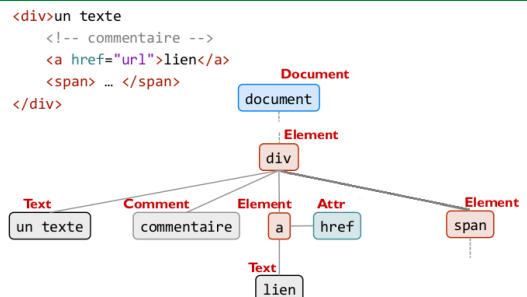 <div>un texte
<!-- commentaire -->
<a href="url">lien</a>
<span> … </span>
</div>
Document
document
Element
div
Text Comment Element Attr Element
un texte commentaire a href span
Text
lien